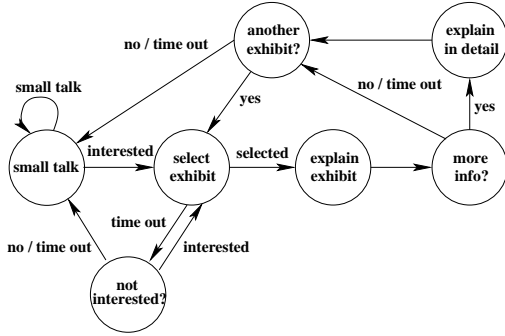 another
exhibit?
explain
in detail
no / time out
no / time out
small talk
yes
yes
small talk
interested
select
exhibit
selected
explain
exhibit
more
info?
time out
no / time out
interested
not
interested?